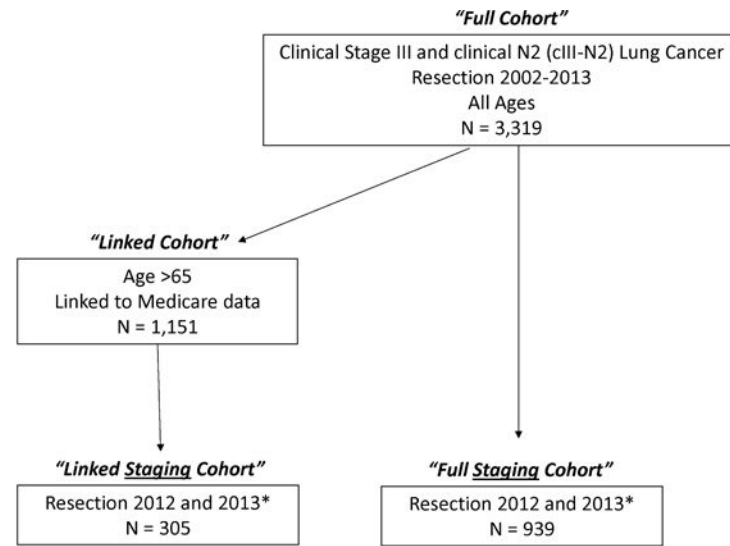 “Full Cohort”
Clinical Stage III and clinical N2 (cIII-N2) Lung Cancer
Resection 2002-2013
All Ages
N = 3,319
“Linked Cohort”
Age >65
Linked to Medicare data
N = 1,151
“Linked Staging Cohort”
Resection 2012 and 2013*
N = 305
“Full Staging Cohort”
Resection 2012 and 2013*
N = 939